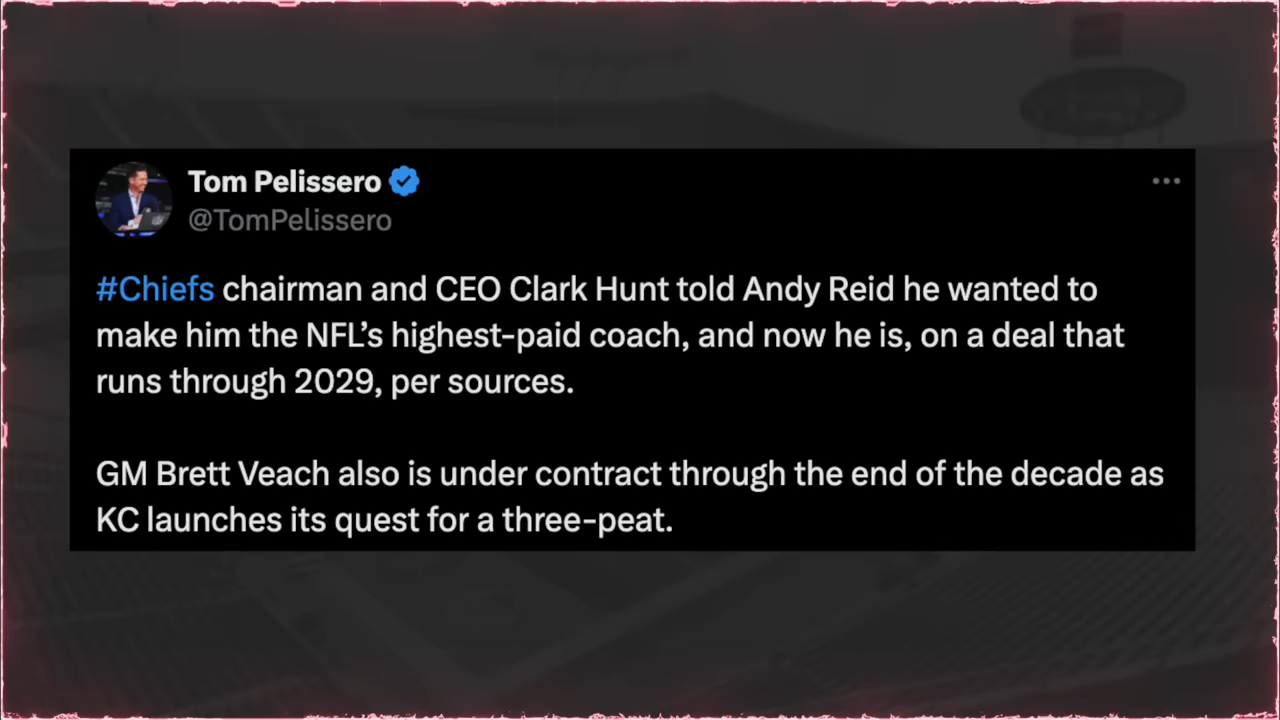 Tom Pelissero
@TomPelissero
#Chiefs chairman and CEO Clark Hunt told Andy Reid he wanted to
make him the NFL’s highest-paid coach, and now he is, on a deal that
runs through 2029, per sources.
GM Brett Veach also is under contract through the end of the decade as
KC launches its quest for a three-peat.